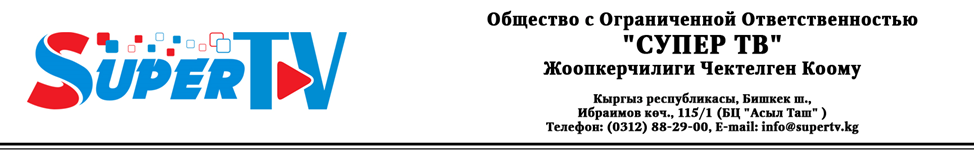 SUPERTV
Общество с Ограниченной Ответственностью
"СУПЕР ТВ"
Жоопкерчилиги Чектелген Коому
Кыргыз республикасы, Бишкек ш.,
Ибраимов көч., 115/1 (БЦ "Асыл Таш" )
Телефон: (0312) 88-29-00, E-mail: info@supertv.kg